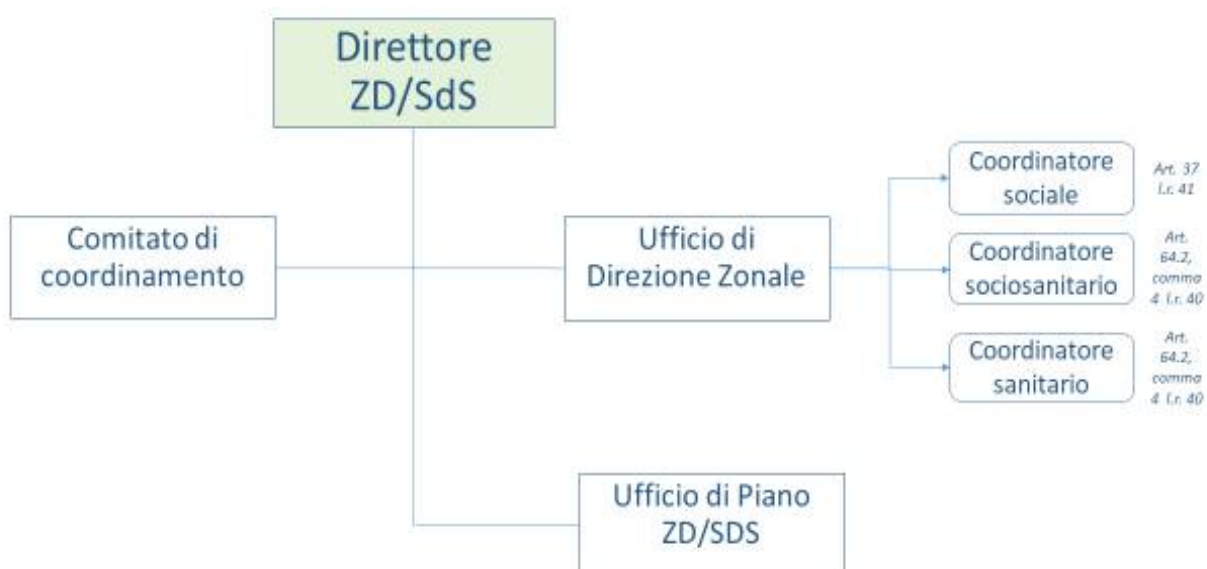 Direttore
ZD/SdS
Comitato di
coordinamento
Ufficio di
Direzione Zonale
Coordinatore
sociale
Art. 37
l.r. 41
Coordinatore
sociosanitario
Art.
64.2,
comma
4 l.r. 40
Coordinatore
sanitario
Art.
64.2,
comma
4 l.r. 40
Ufficio di Piano
ZD/SDS